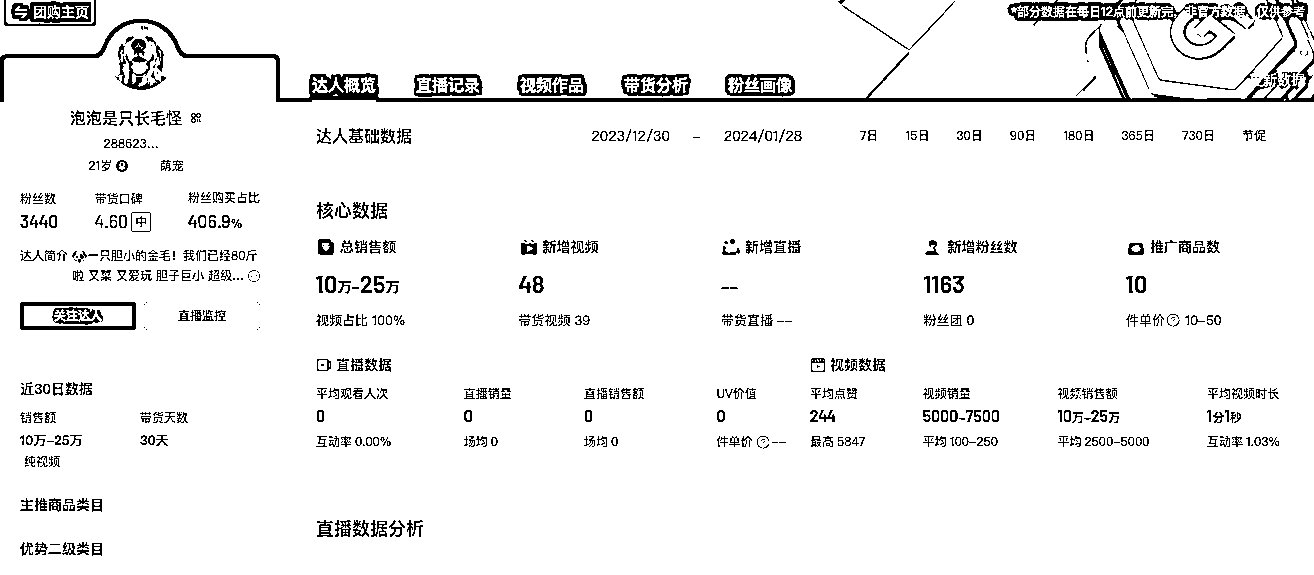 团购主页
*部分数据在每日12点前更新完，非官方数据，仅供参考
达人概览 直播记录 视频作品 带货分析 粉丝画像
泡泡是只长毛怪
288623...
21岁 萌宠
粉丝数 带货口碑 粉丝购买占比
3440 4.60 中 406.9%
达人简介 一只胆小的金毛！我们已经80斤
啦 又菜 又爱玩 胆子巨小 超级...
关注达人 直播监控
近30日数据
销售额 带货天数
10万-25万 30天
纯视频
主推商品类目
优势二级类目
达人基础数据 2023/12/30 - 2024/01/28 7日 15日 30日 90日 180日 365日 730日 节促
核心数据
总销售额 新增视频 新增直播 新增粉丝数 推广商品数
10万-25万 48 -- 1163 10
视频占比 100% 带货视频 39 带货直播 -- 粉丝团 0 件单价 10-50
直播数据 视频数据
平均观看人次 直播销量 直播销售额 UV价值 平均点赞 视频销量 视频销售额 平均视频时长
0 0 0 0 244 5000-7500 10万-25万 1分1秒
互动率 0.00% 场均 0 场均 0 件单价 -- 最高 5847 平均 100-250 平均 2500-5000 互动率 1.03%
直播数据分析